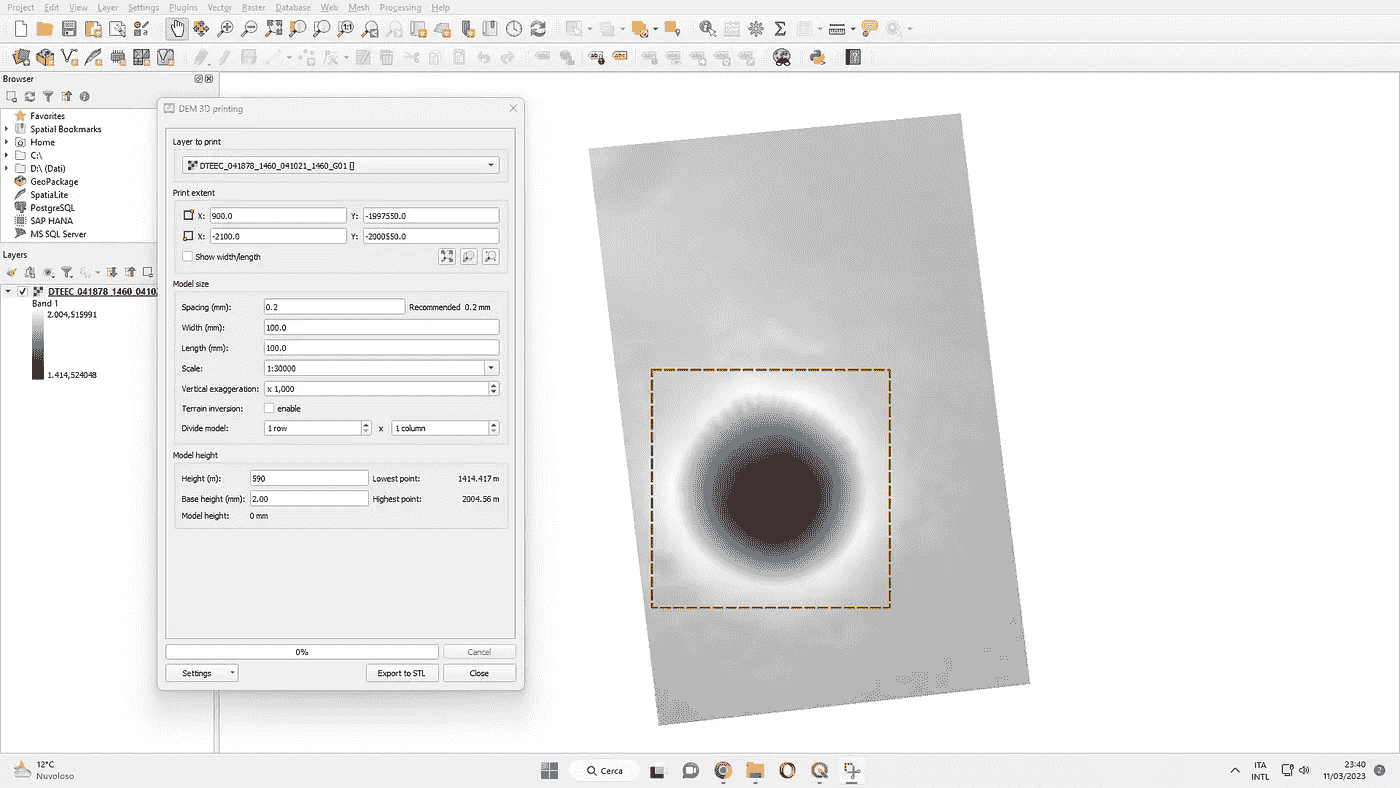 Project Edit View Layer Settings Plugins Vector Raster Database Web Mesh Processing Help
Browser
Favorites
Spatial Bookmarks
Home
C:\
D:\ (Dati)
GeoPackage
SpatiaLite
PostgreSQL
SAP HANA
MS SQL Server
Layers
DTEEC_041878_1460_0410
Band 1
2.004,515991
1.414,524048
DEM 3D printing
Layer to print
DTEEC_041878_1460_041021_1460_G01 []
Print extent
X: 900.0 Y: -1997550.0
X: -2100.0 Y: -2000550.0
Show width/length
Model size
Spacing (mm): 0.2 Recommended 0.2 mm
Width (mm): 100.0
Length (mm): 100.0
Scale: 1:30000
Vertical exaggeration: x 1,000
Terrain inversion: enable
Divide model: 1 row x 1 column
Model height
Height (m): 590 Lowest point: 1414.417 m
Base height (mm): 2.00 Highest point: 2004.56 m
Model height: 0 mm
0% Cancel
Settings Export to STL Close
12°C
Nuvoloso
Cerca
ITA
INTL
23:40
11/03/2023